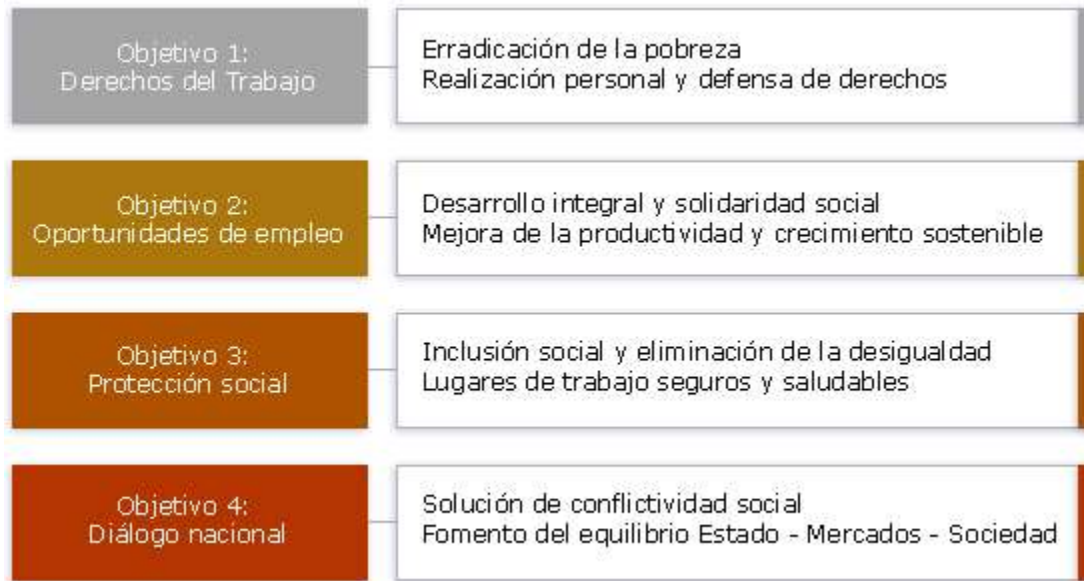 Objetivo 1:
Derechos del Trabajo
Erradicación de la pobreza
Realización personal y defensa de derechos
Objetivo 2:
Oportunidades de empleo
Desarrollo integral y solidaridad social
Mejora de la productividad y crecimiento sostenible
Objetivo 3:
Protección social
Inclusión social y eliminación de la desigualdad
Lugares de trabajo seguros y saludables
Objetivo 4:
Diálogo nacional
Solución de conflictividad social
Fomento del equilibrio Estado - Mercados - Sociedad